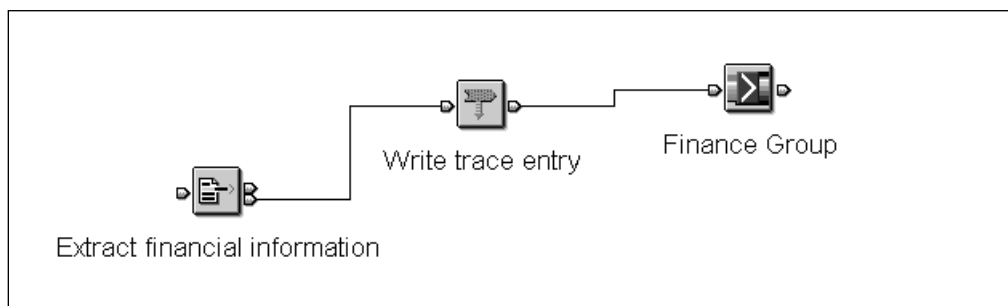 Write trace entry
Finance Group
Extract financial information